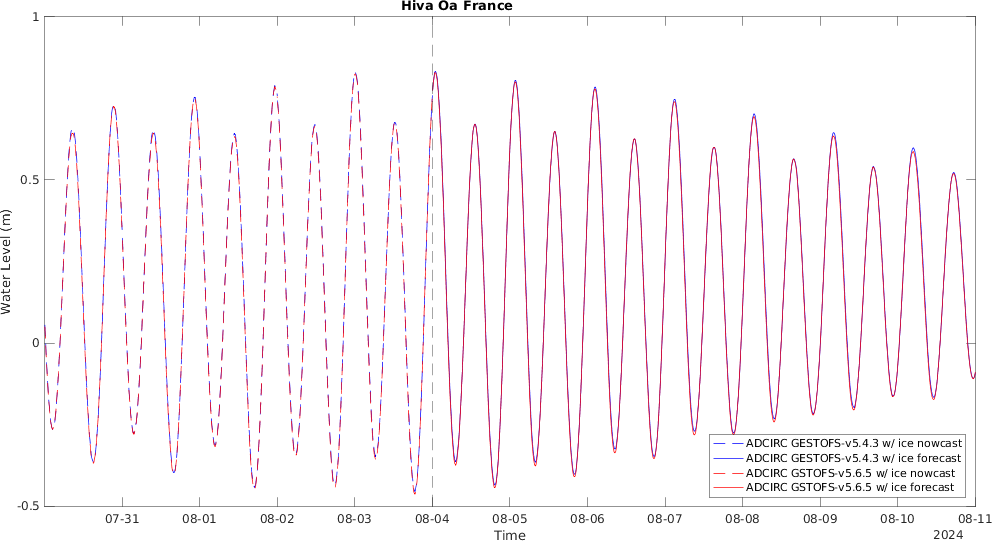 Hiva Oa France
1
0.5
0
-0.5
Water Level (m)
07-31 08-01 08-02 08-03 08-04 08-05 08-06 08-07 08-08 08-09 08-10 08-11
Time
2024
ADCIRC GESTOFS-v5.4.3 w/ ice nowcast
ADCIRC GESTOFS-v5.4.3 w/ ice forecast
ADCIRC GSTOFS-v5.6.5 w/ ice nowcast
ADCIRC GSTOFS-v5.6.5 w/ ice forecast